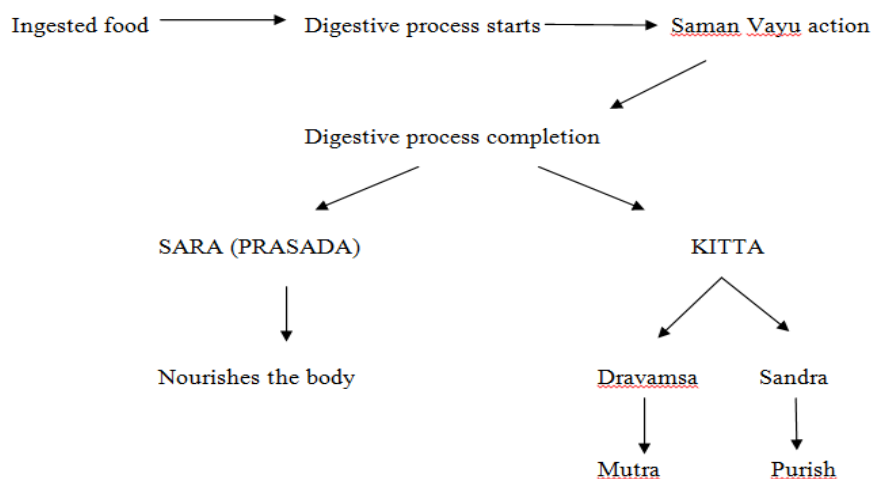 Ingested food Digestive process starts Saman Vayu action
Digestive process completion
SARA (PRASADA) KITTA
Nourishes the body Dravamsa Sandra
Mutra Purish